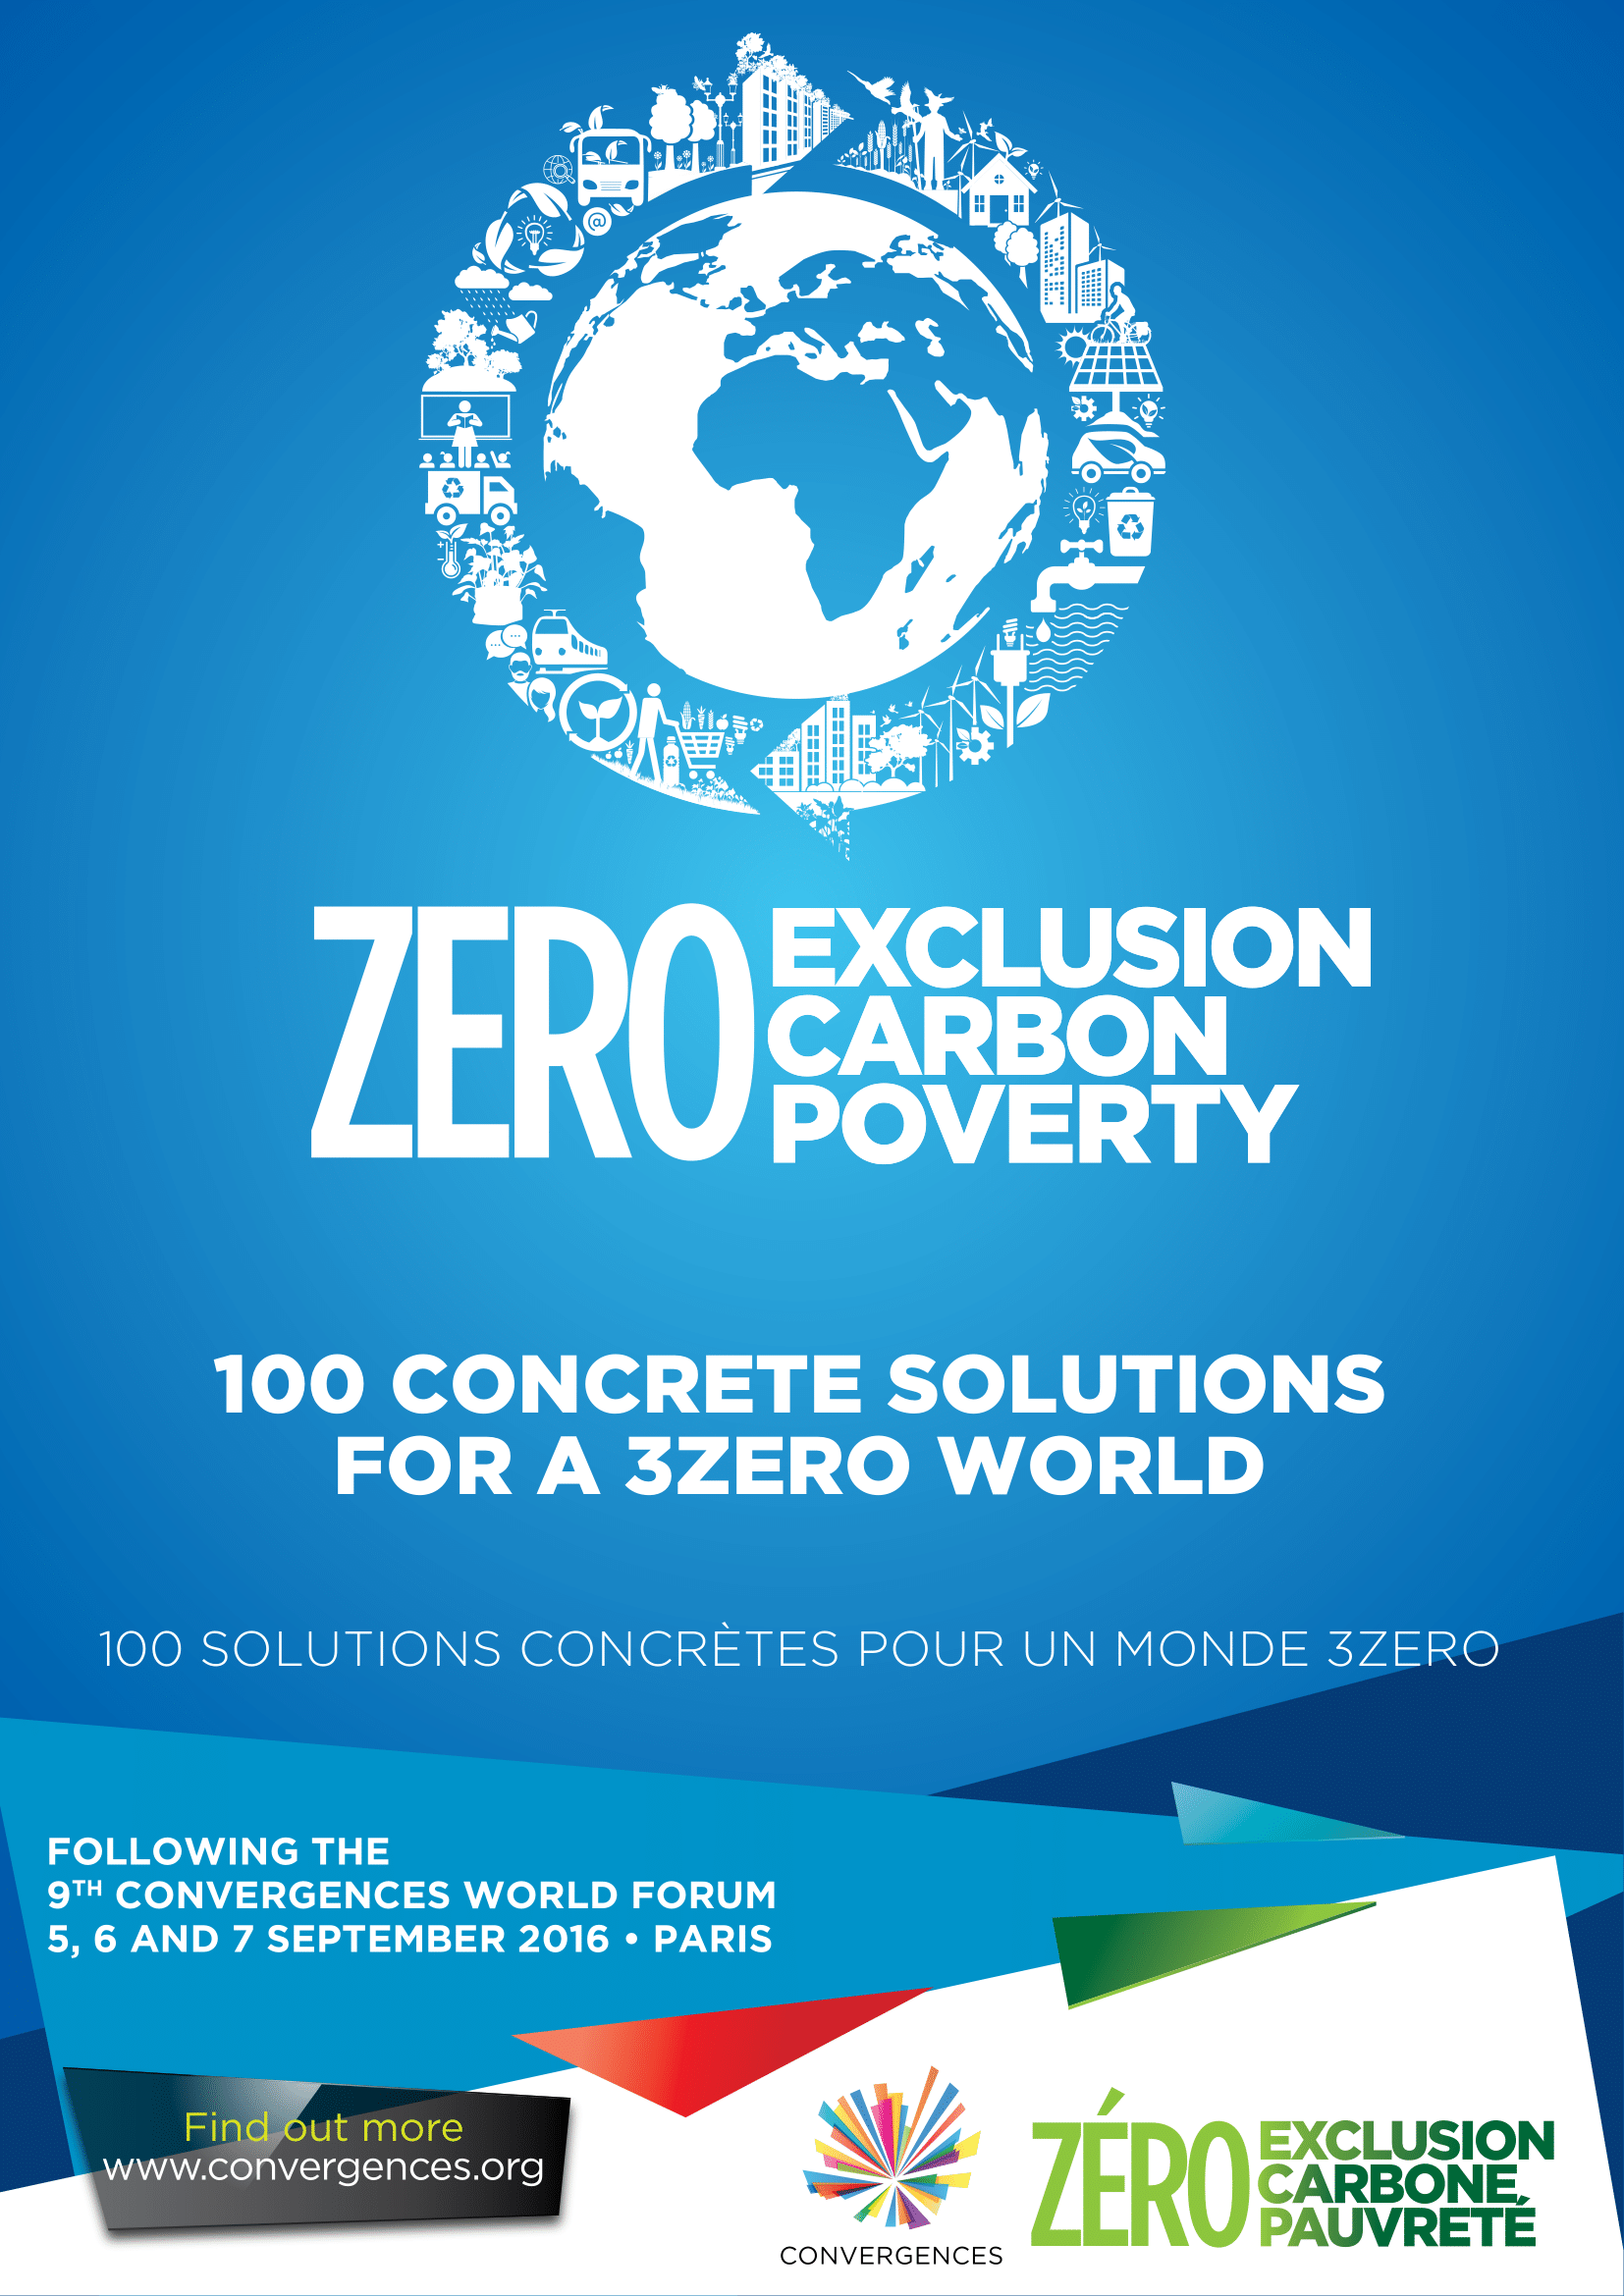 @
ZERO EXCLUSION
CARBON
POVERTY
100 CONCRETE SOLUTIONS
FOR A 3ZERO WORLD
100 SOLUTIONS CONCRÈTES POUR UN MONDE 3ZERO
FOLLOWING THE
9TH CONVERGENCES WORLD FORUM
5, 6 AND 7 SEPTEMBER 2016 • PARIS
Find out more
www.convergences.org
CONVERGENCES
ZÉRO EXCLUSION
CARBONE,
PAUVRETÉ